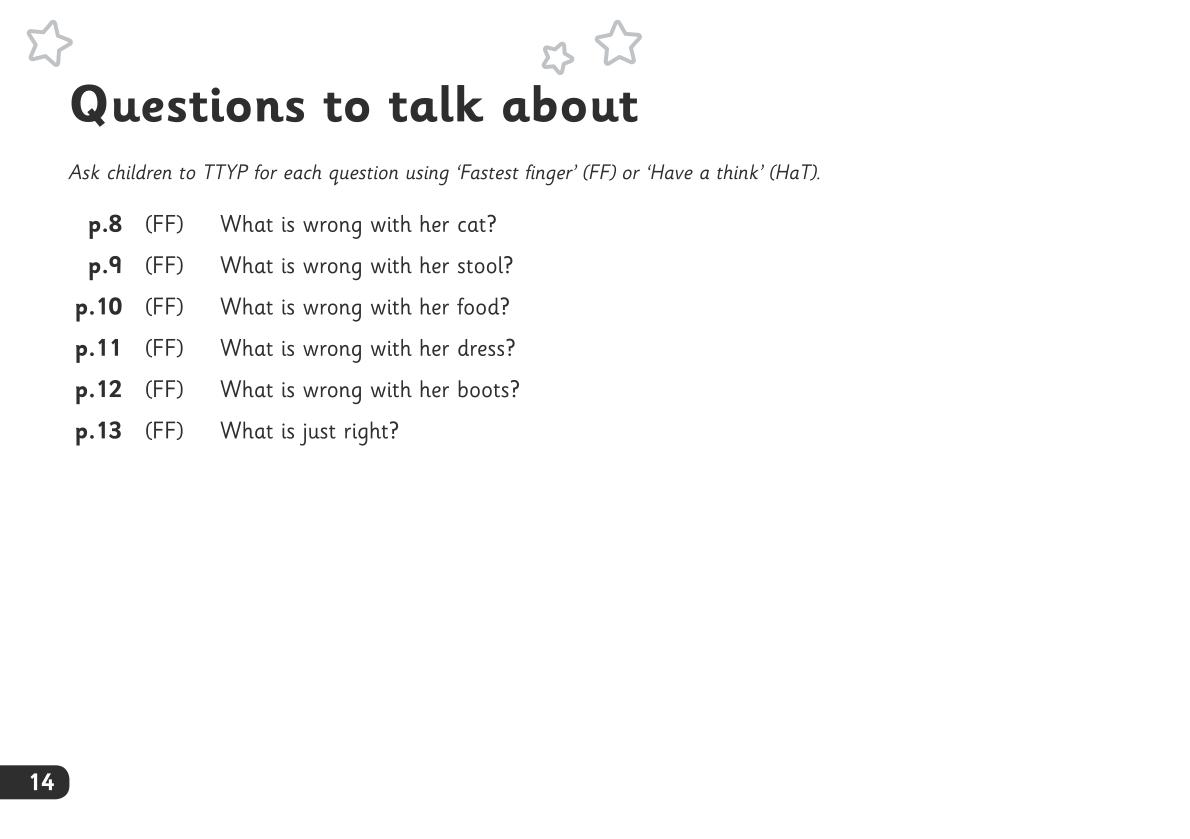 Questions to talk about
Ask children to TTYP for each question using ‘Fastest finger’ (FF) or ‘Have a think’ (HaT).
p.8 (FF) What is wrong with her cat?
p.9 (FF) What is wrong with her stool?
p.10 (FF) What is wrong with her food?
p.11 (FF) What is wrong with her dress?
p.12 (FF) What is wrong with her boots?
p.13 (FF) What is just right?
14